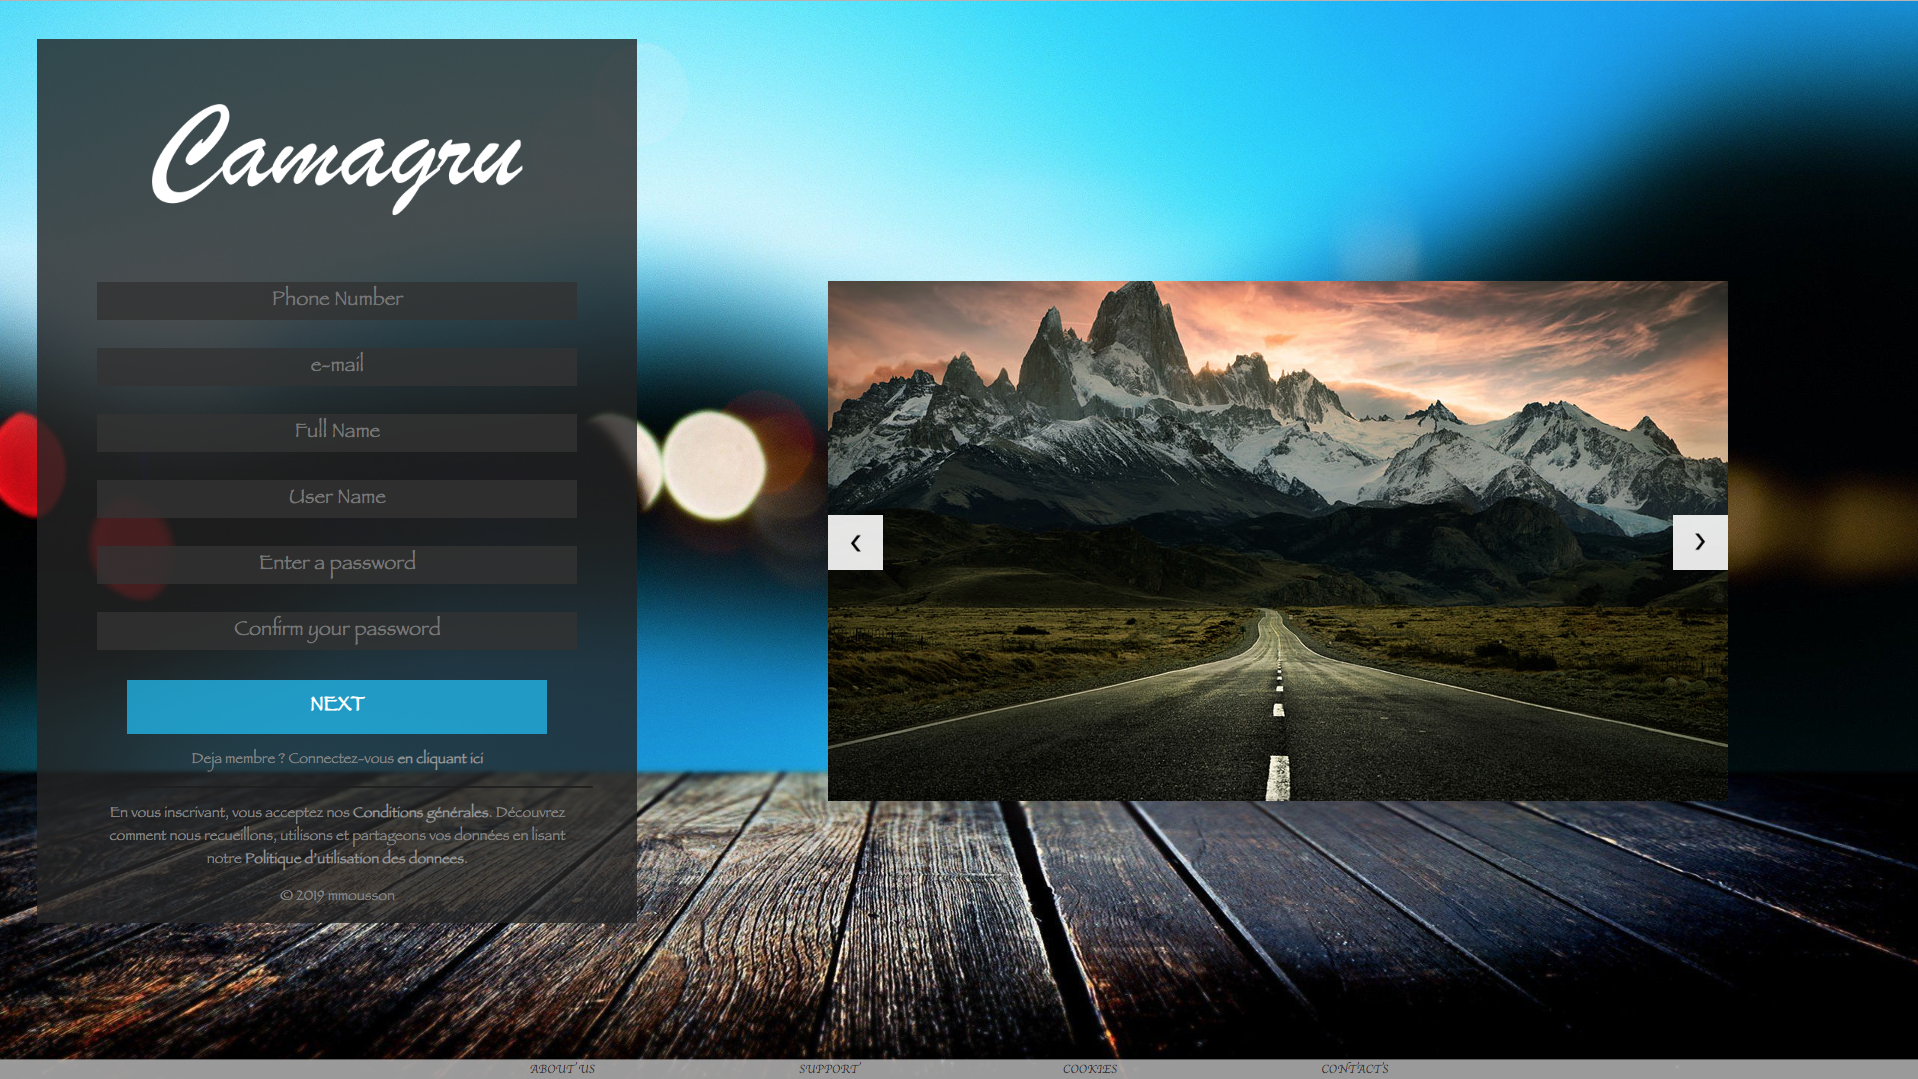 Camagru
Phone Number
e-mail
Full Name
User Name
Enter a password
Confirm your password
NEXT
Deja membre ? Connectez-vous en cliquant ici
En vous inscrivant, vous acceptez nos Conditions générales. Découvrez
comment nous recueillons, utilisons et partageons vos données en lisant
notre Politique d'utilisation des donnees.
© 2019 mmousson
ABOUT US
SUPPORT
COOKIES
CONTACTS